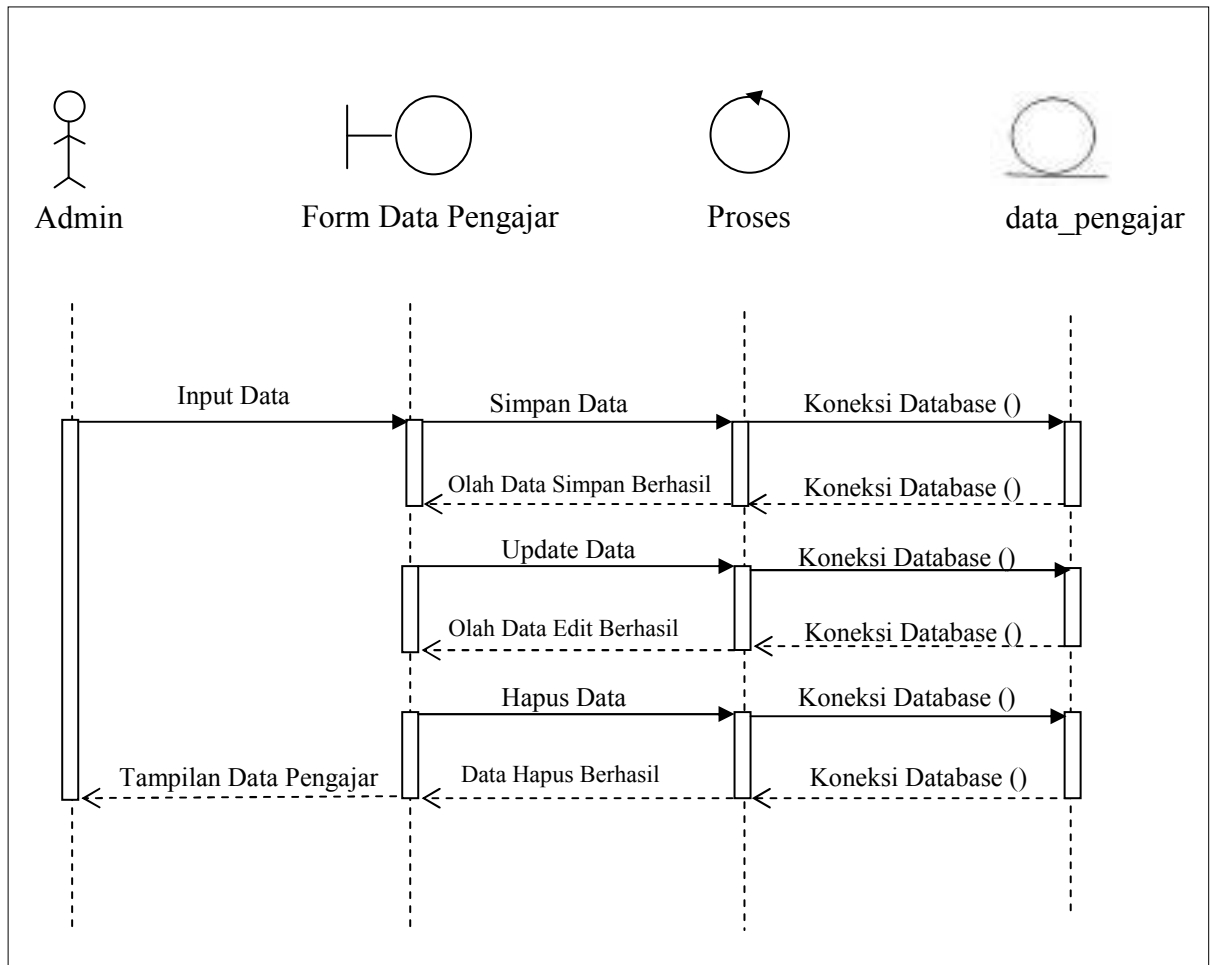 Admin
Form Data Pengajar
Proses
data_pengajar
Input Data
Simpan Data
Koneksi Database ()
Olah Data Simpan Berhasil
Koneksi Database ()
Update Data
Koneksi Database ()
Olah Data Edit Berhasil
Koneksi Database ()
Hapus Data
Koneksi Database ()
Tampilan Data Pengajar
Data Hapus Berhasil
Koneksi Database ()